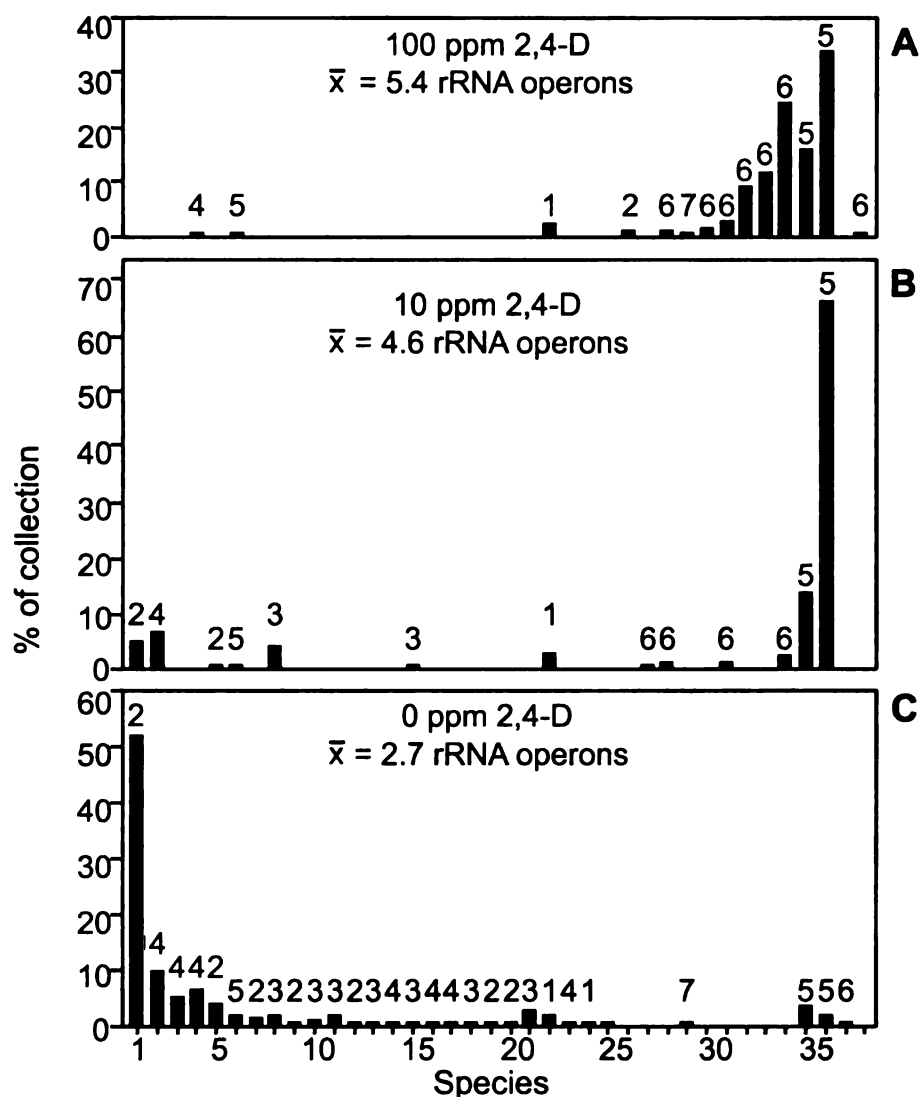 A
100 ppm 2,4-D
x̄ = 5.4 rRNA operons
40
30
20
10
0
4 5 1 2 6 7 6 6 6 6 6 5 5 6
B
10 ppm 2,4-D
x̄ = 4.6 rRNA operons
70
60
50
40
30
20
10
0
2 4 2 5 3 3 1 6 6 6 6 5 5
% of collection
C
0 ppm 2,4-D
x̄ = 2.7 rRNA operons
60
50
40
30
20
10
0
2 4 4 4 2 5 2 3 2 3 3 2 3 4 3 4 4 3 2 2 3 1 4 1 7 5 5 6
1 5 10 15 20 25 30 35
Species